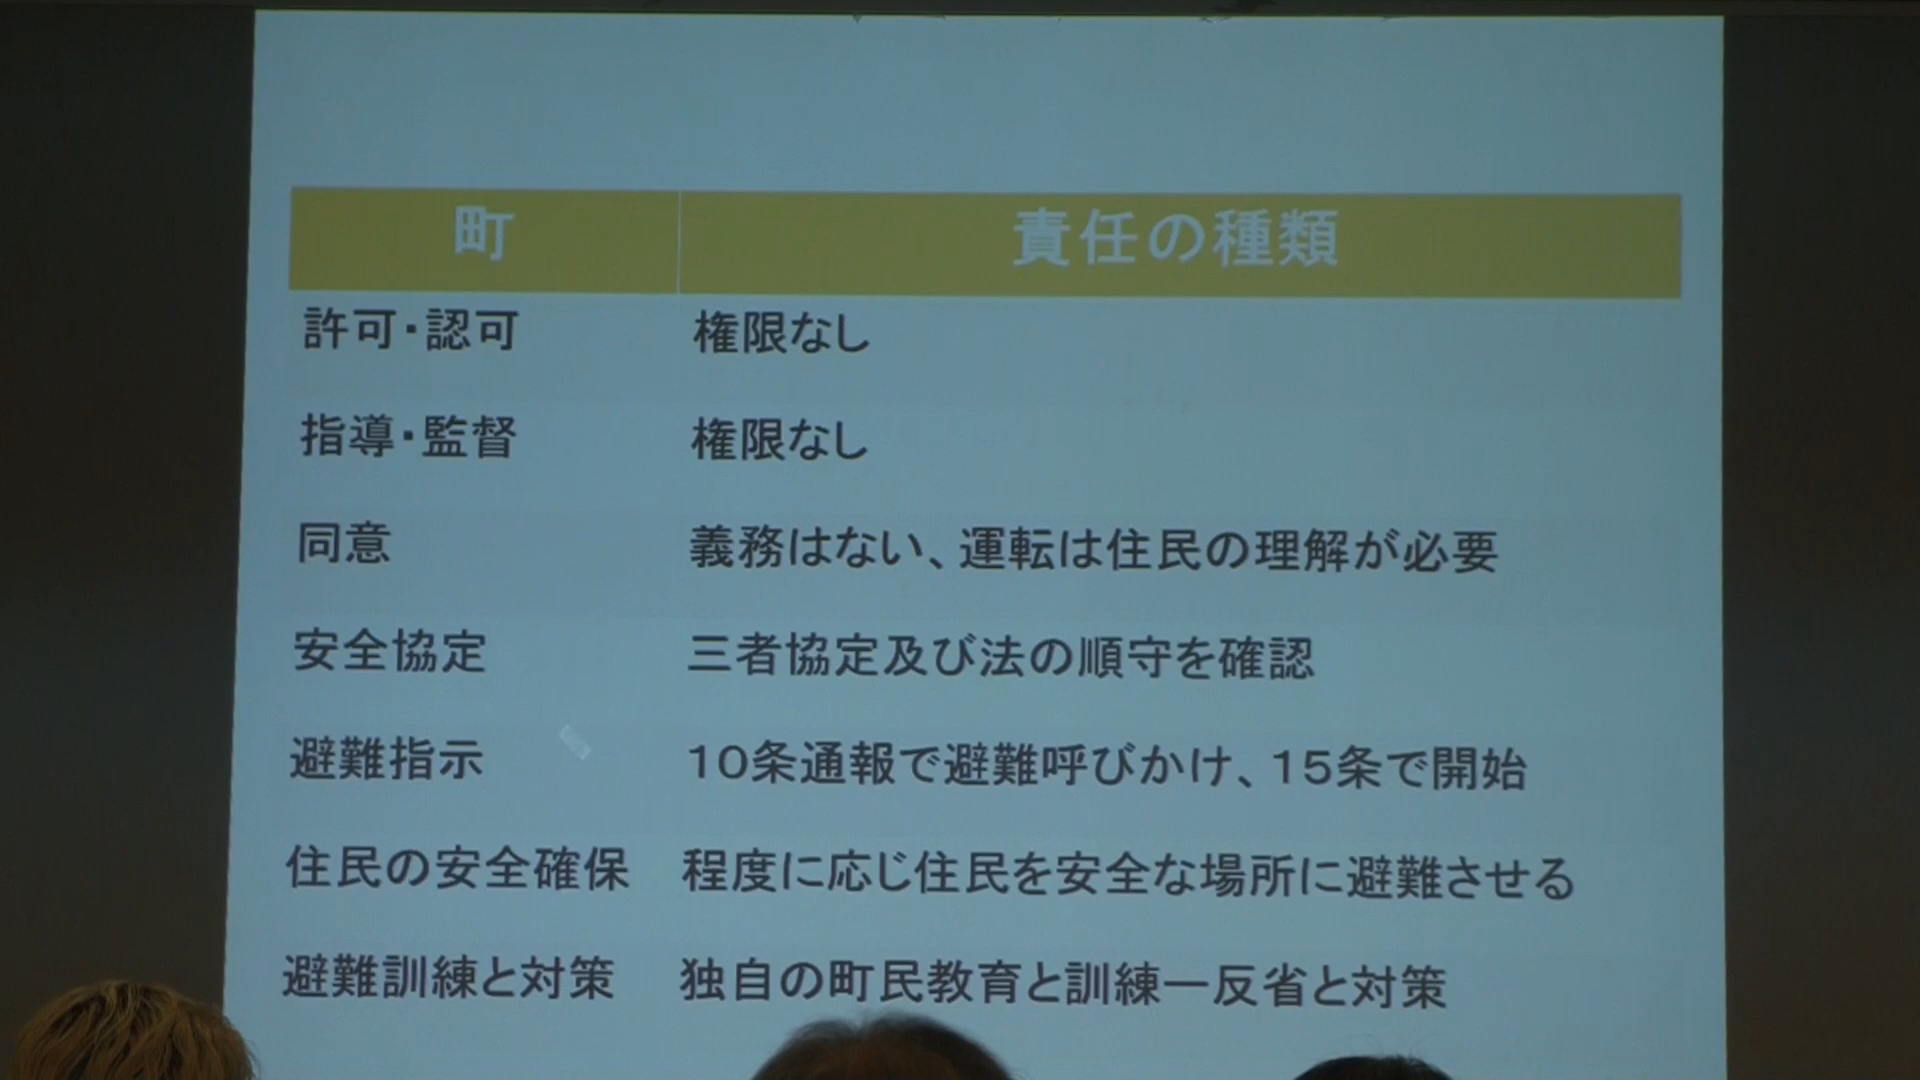 町 責任の種類
許可・認可 権限なし
指導・監督 権限なし
同意 義務はない、運転は住民の理解が必要
安全協定 三者協定及び法の順守を確認
避難指示 １０条通報で避難呼びかけ、１５条で開始
住民の安全確保 程度に応じ住民を安全な場所に避難させる
避難訓練と対策 独自の町民教育と訓練ー反省と対策